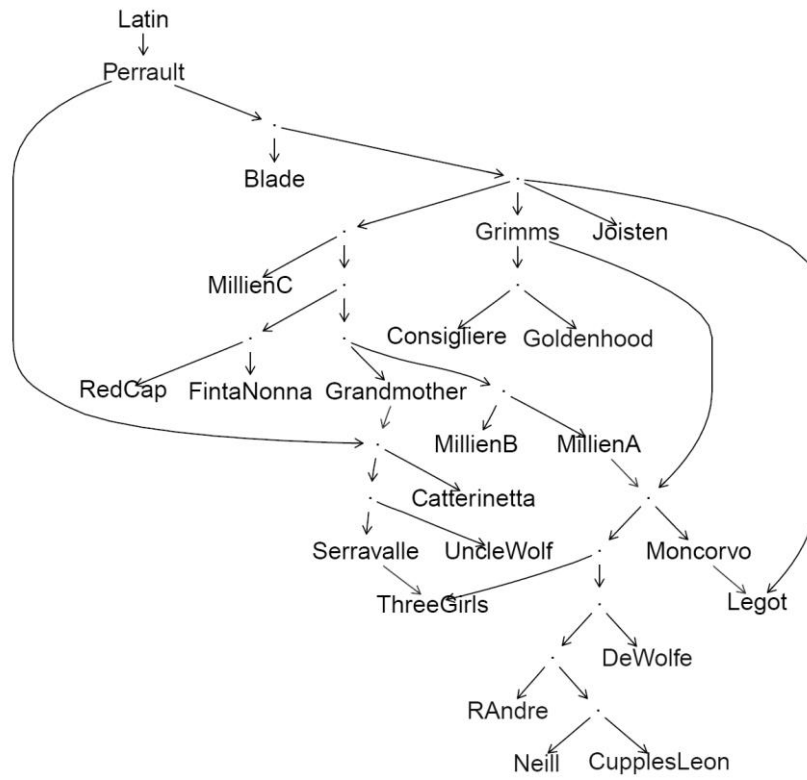 Latin
Perrault
Blade
Grimms
Joisten
MillienC
Consigliere
Goldenhood
RedCap
FintaNonna
Grandmother
MillienB
MillienA
Catterinetta
Serravalle
UncleWolf
Moncorvo
ThreeGirls
Legot
DeWolfe
RAndre
Neill
CupplesLeon